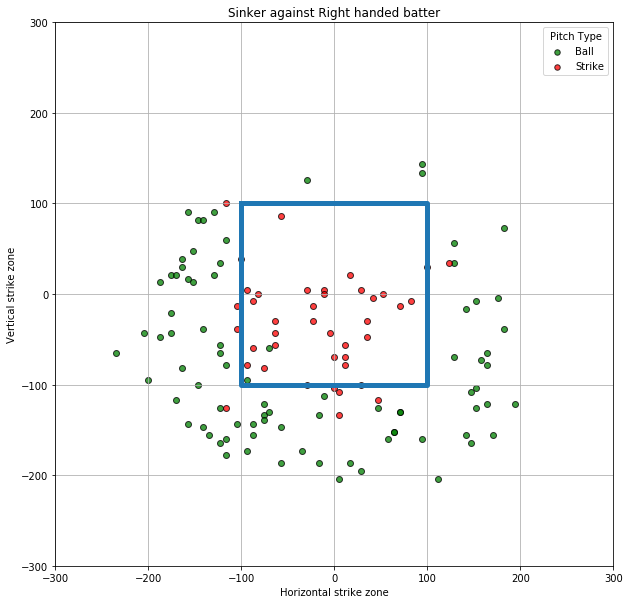 Sinker against Right handed batter
Pitch Type
Ball
Strike
Vertical strike zone
300
200
100
0
−100
−200
−300
−300
−200
−100
0
100
200
300
Horizontal strike zone